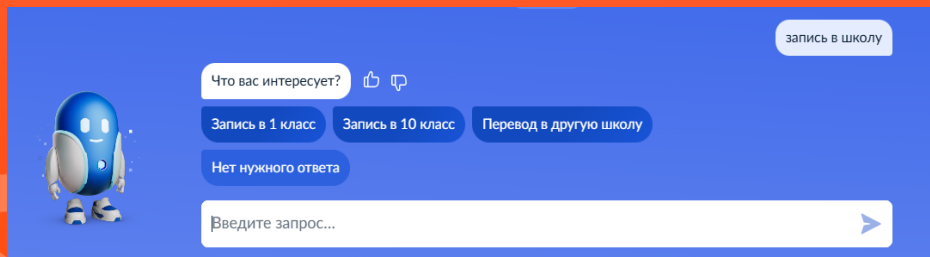 запись в школу
Что вас интересует?
Запись в 1 класс Запись в 10 класс Перевод в другую школу
Нет нужного ответа
Введите запрос...